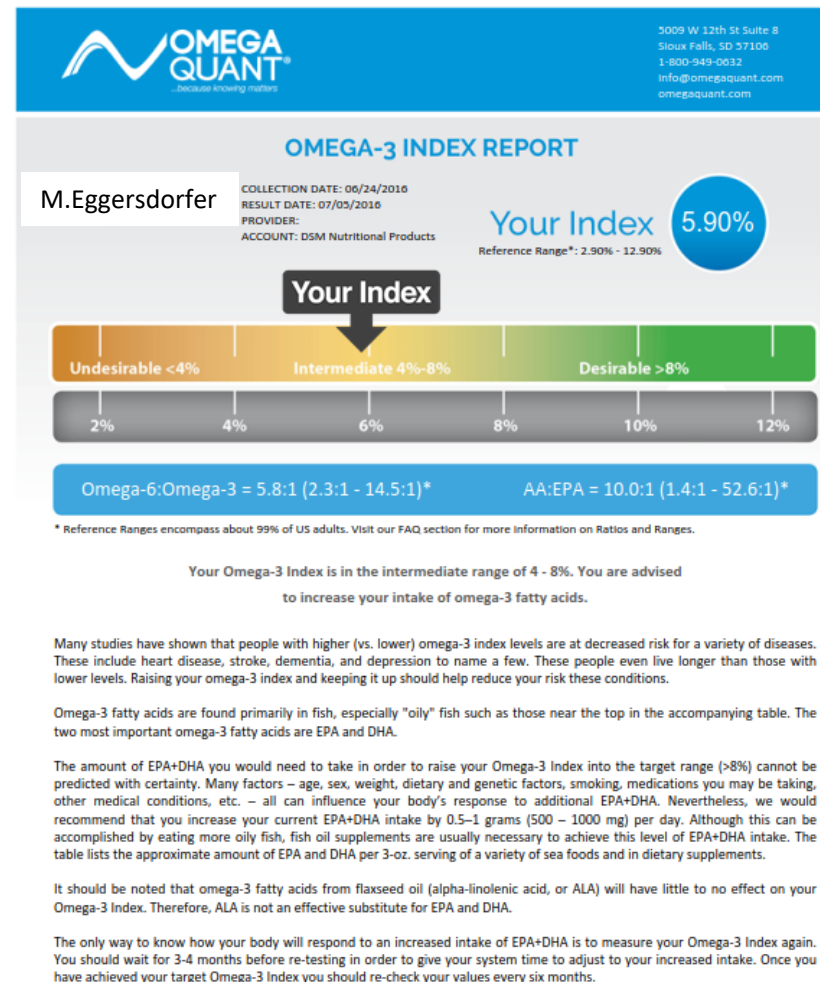 OMEGA
QUANT®
...because knowing matters
5009 W 12th St Suite 8
Sioux Falls, SD 57106
1-800-949-0632
info@omegaquant.com
omegaquant.com
OMEGA-3 INDEX REPORT
M.Eggersdorfer
COLLECTION DATE: 06/24/2016
RESULT DATE: 07/05/2016
PROVIDER:
ACCOUNT: DSM Nutritional Products
Your Index
5.90%
Reference Range*: 2.90% - 12.90%
Your Index
Undesirable <4%
Intermediate 4%-8%
Desirable >8%
2%
4%
6%
8%
10%
12%
Omega-6:Omega-3 = 5.8:1 (2.3:1 - 14.5:1)*
AA:EPA = 10.0:1 (1.4:1 - 52.6:1)*
* Reference Ranges encompass about 99% of US adults. Visit our FAQ section for more information on Ratios and Ranges.
Your Omega-3 Index is in the intermediate range of 4 - 8%. You are advised
to increase your intake of omega-3 fatty acids.
Many studies have shown that people with higher (vs. lower) omega-3 index levels are at decreased risk for a variety of diseases.
These include heart disease, stroke, dementia, and depression to name a few. These people even live longer than those with
lower levels. Raising your omega-3 index and keeping it up should help reduce your risk these conditions.
Omega-3 fatty acids are found primarily in fish, especially "oily" fish such as those near the top in the accompanying table. The
two most important omega-3 fatty acids are EPA and DHA.
The amount of EPA+DHA you would need to take in order to raise your Omega-3 Index into the target range (>8%) cannot be
predicted with certainty. Many factors – age, sex, weight, dietary and genetic factors, smoking, medications you may be taking,
other medical conditions, etc. – all can influence your body's response to additional EPA+DHA. Nevertheless, we would
recommend that you increase your current EPA+DHA intake by 0.5–1 grams (500 – 1000 mg) per day. Although this can be
accomplished by eating more oily fish, fish oil supplements are usually necessary to achieve this level of EPA+DHA intake. The
table lists the approximate amount of EPA and DHA per 3-oz. serving of a variety of sea foods and in dietary supplements.
It should be noted that omega-3 fatty acids from flaxseed oil (alpha-linolenic acid, or ALA) will have little to no effect on your
Omega-3 Index. Therefore, ALA is not an effective substitute for EPA and DHA.
The only way to know how your body will respond to an increased intake of EPA+DHA is to measure your Omega-3 Index again.
You should wait for 3-4 months before re-testing in order to give your system time to adjust to your increased intake. Once you
have achieved your target Omega-3 Index you should re-check your values every six months.